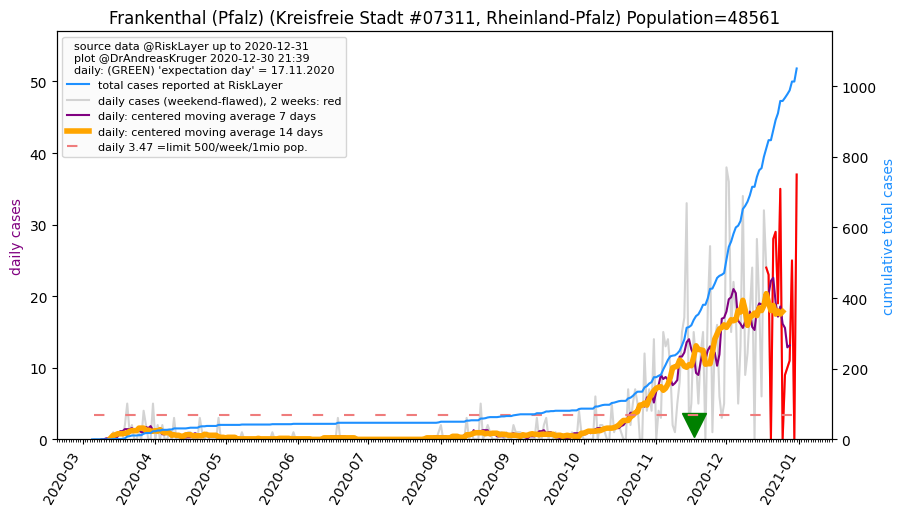 Frankenthal (Pfalz) (Kreisfreie Stadt #07311, Rheinland-Pfalz) Population=48561
source data @RiskLayer up to 2020-12-31
plot @DrAndreasKruger 2020-12-30 21:39
daily: (GREEN) 'expectation day' = 17.11.2020
total cases reported at RiskLayer
daily cases (weekend-flawed), 2 weeks: red
daily: centered moving average 7 days
daily: centered moving average 14 days
daily 3.47 =limit 500/week/1mio pop.
daily cases
50
40
30
20
10
0
1000
800
600
400
200
0
cumulative total cases
2020-03
2020-04
2020-05
2020-06
2020-07
2020-08
2020-09
2020-10
2020-11
2020-12
2021-01